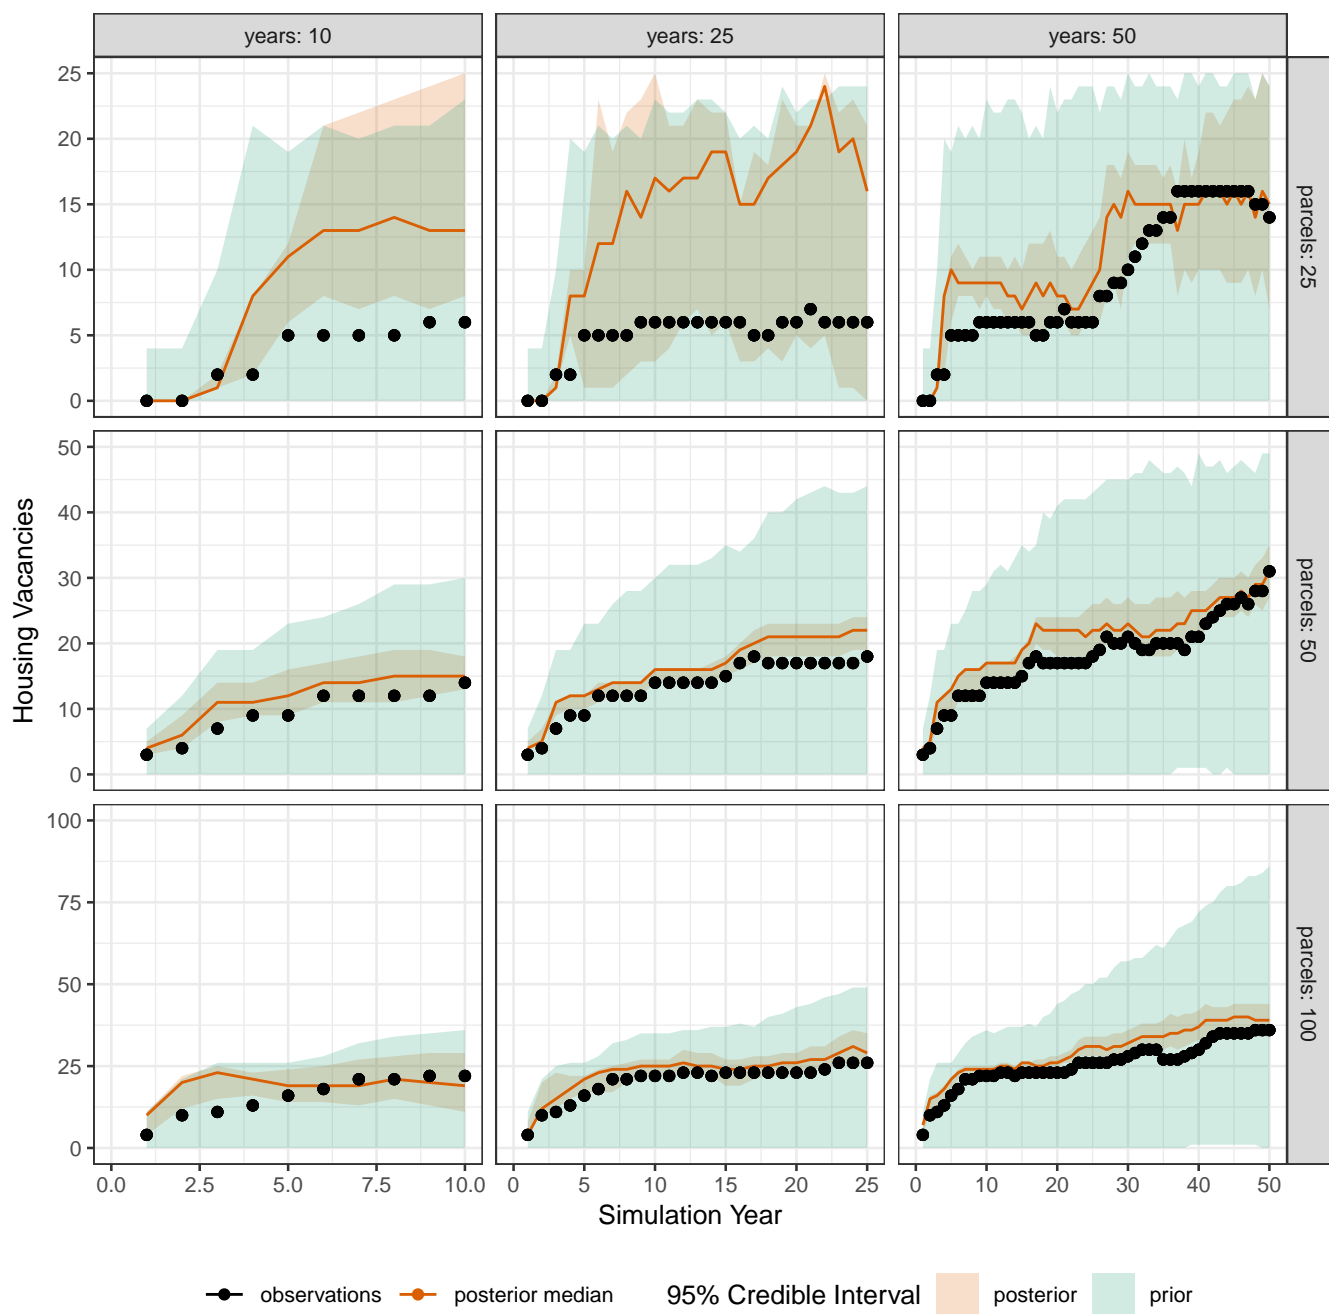 years: 10 years: 25 years: 50
25
20
15
10
5
0
parcels: 25
50
40
30
20
10
0
parcels: 50
100
75
50
25
0
parcels: 100
Housing Vacancies
0.0 2.5 5.0 7.5 10.0 0 5 10 15 20 25 0 10 20 30 40 50
Simulation Year
observations posterior median 95% Credible Interval posterior prior